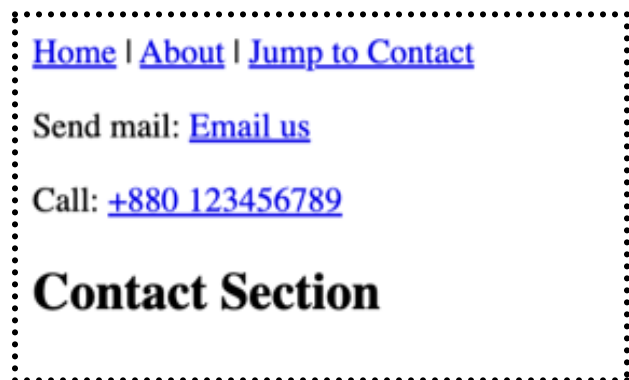 Home | About | Jump to Contact
Send mail: Email us
Call: +880 123456789
Contact Section